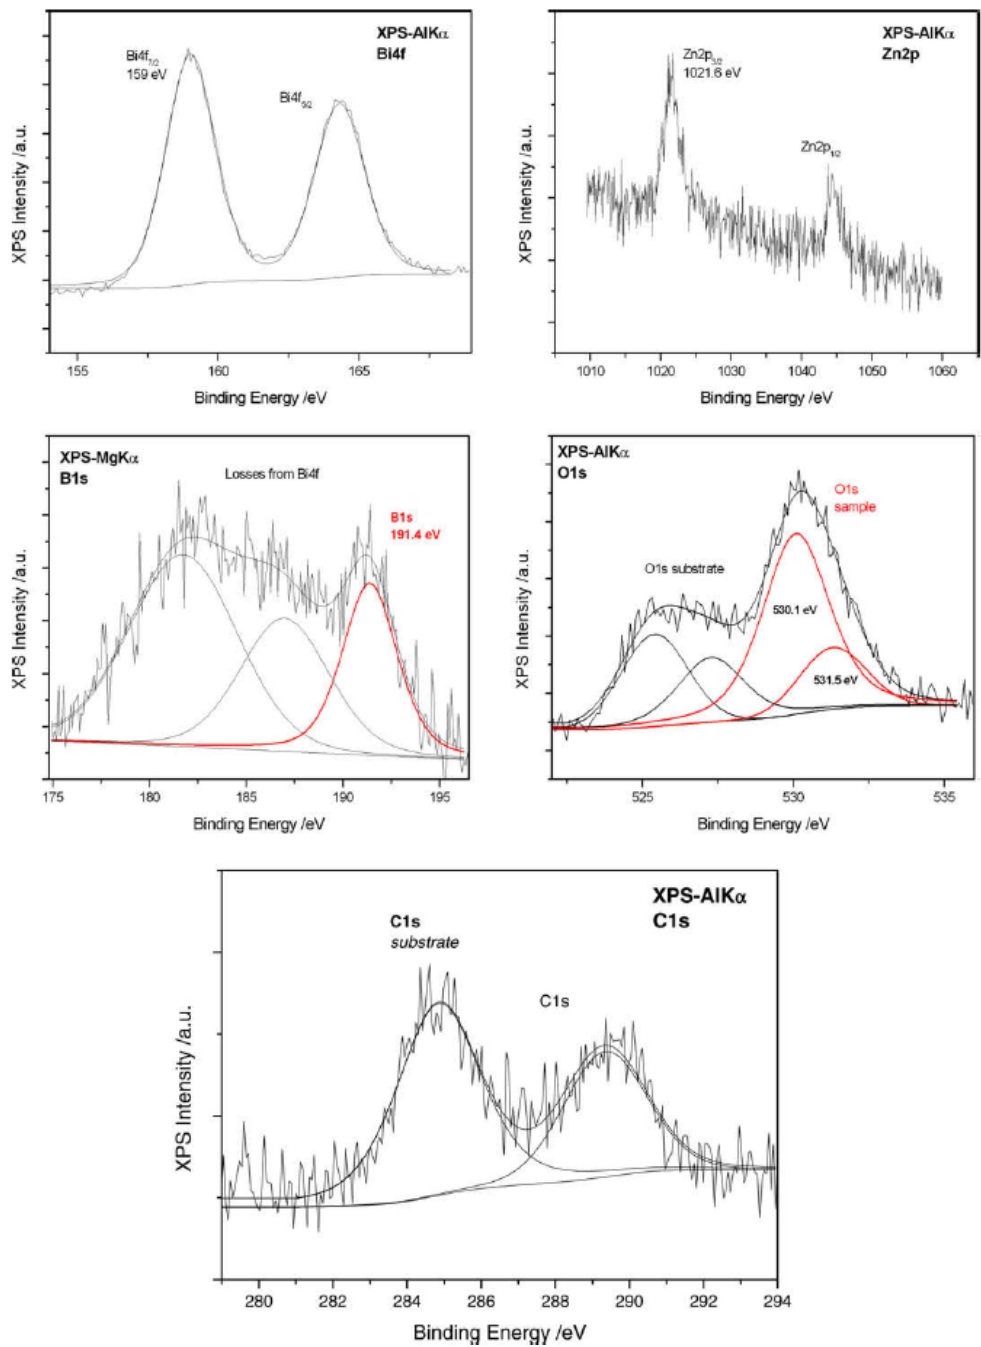 XPS-AlKα
Bi4f
Bi4f7/2
159 eV
Bi4f5/2
XPS Intensity /a.u.
155 160 165
Binding Energy /eV
XPS-AlKα
Zn2p
Zn2p3/2
1021.6 eV
Zn2p1/2
XPS Intensity /a.u.
1010 1020 1030 1040 1050 1060
Binding Energy /eV
XPS-MgKα
B1s
Losses from Bi4f
B1s
191.4 eV
XPS Intensity /a.u.
175 180 185 190 195
Binding Energy /eV
XPS-AlKα
O1s
O1s
sample
O1s substrate
530.1 eV
531.5 eV
XPS Intensity /a.u.
525 530 535
Binding Energy /eV
XPS-AlKα
C1s
C1s
substrate
C1s
XPS Intensity /a.u.
280 282 284 286 288 290 292 294
Binding Energy /eV